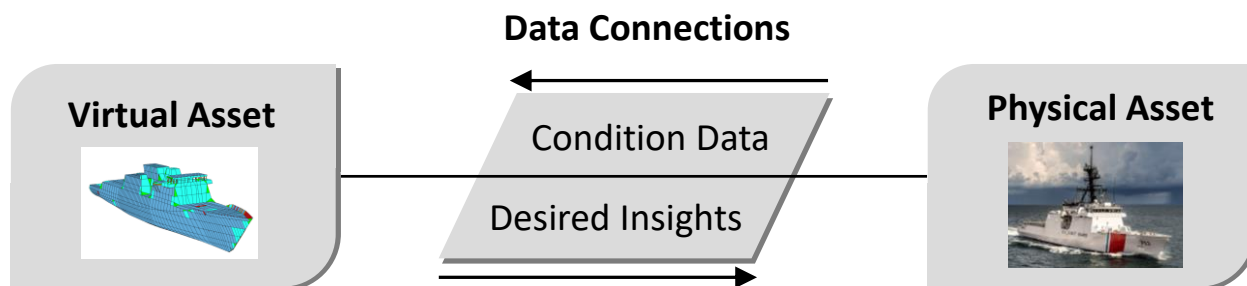 Data Connections
Virtual Asset
Condition Data
Desired Insights
Physical Asset